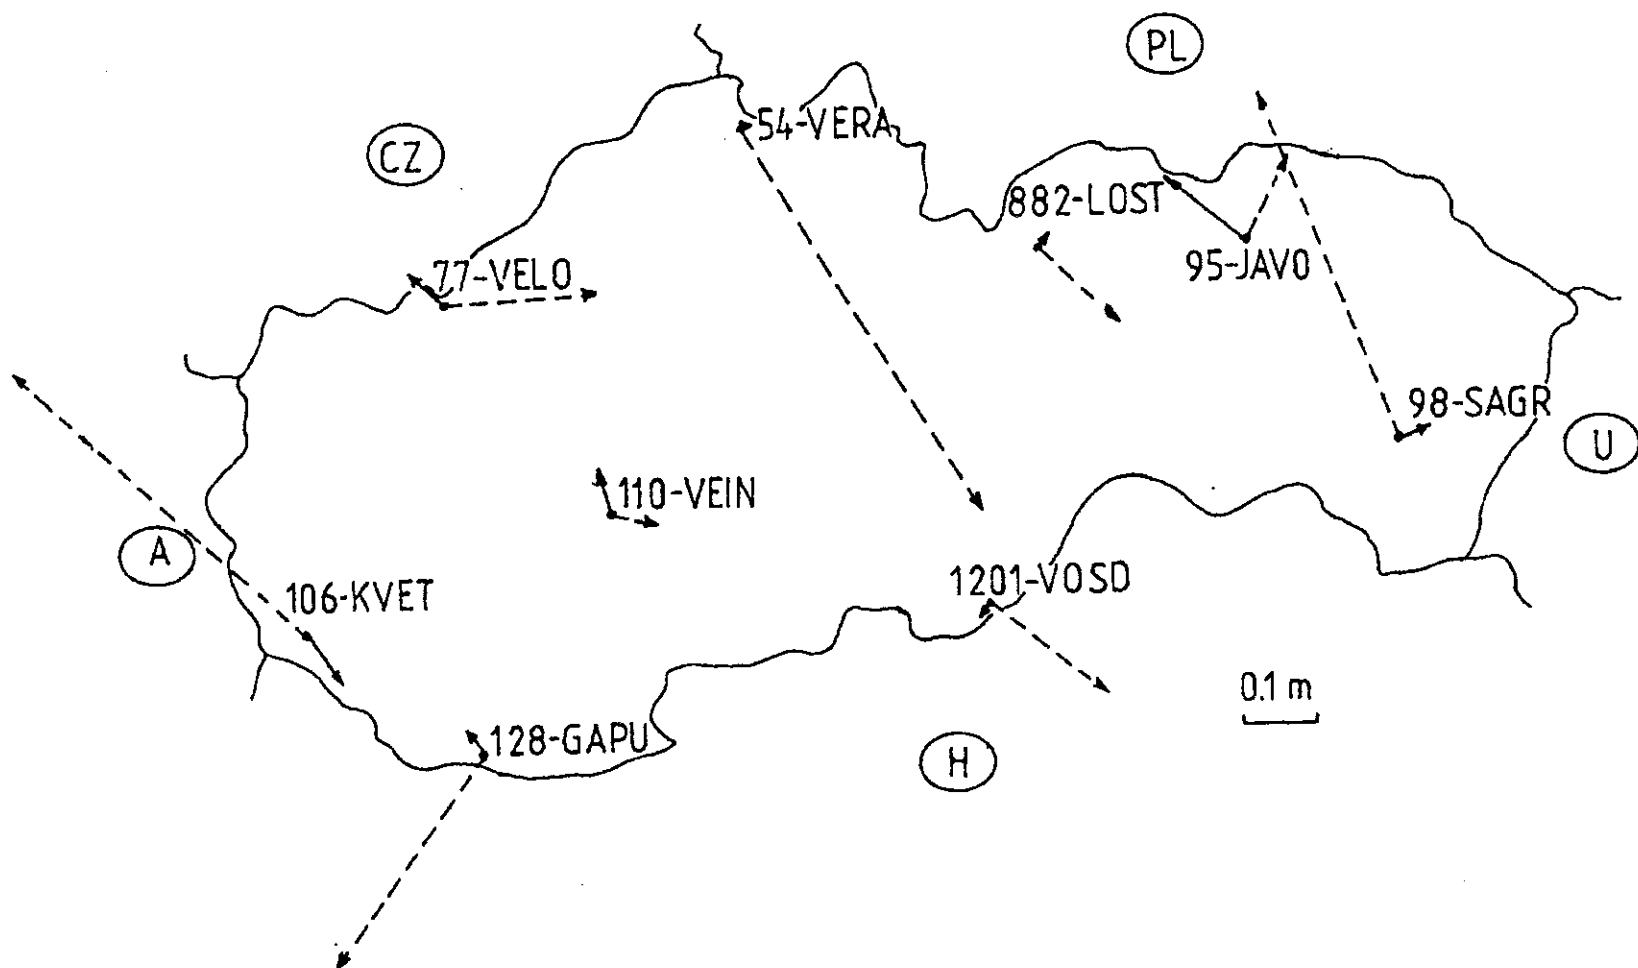 PL
54-VERA
CZ
882-LOST
95-JAVO
77-VELO
98-SAGR
U
110-VEIN
A
106-KVET
1201-VOSD
0.1 m
128-GAPU
H